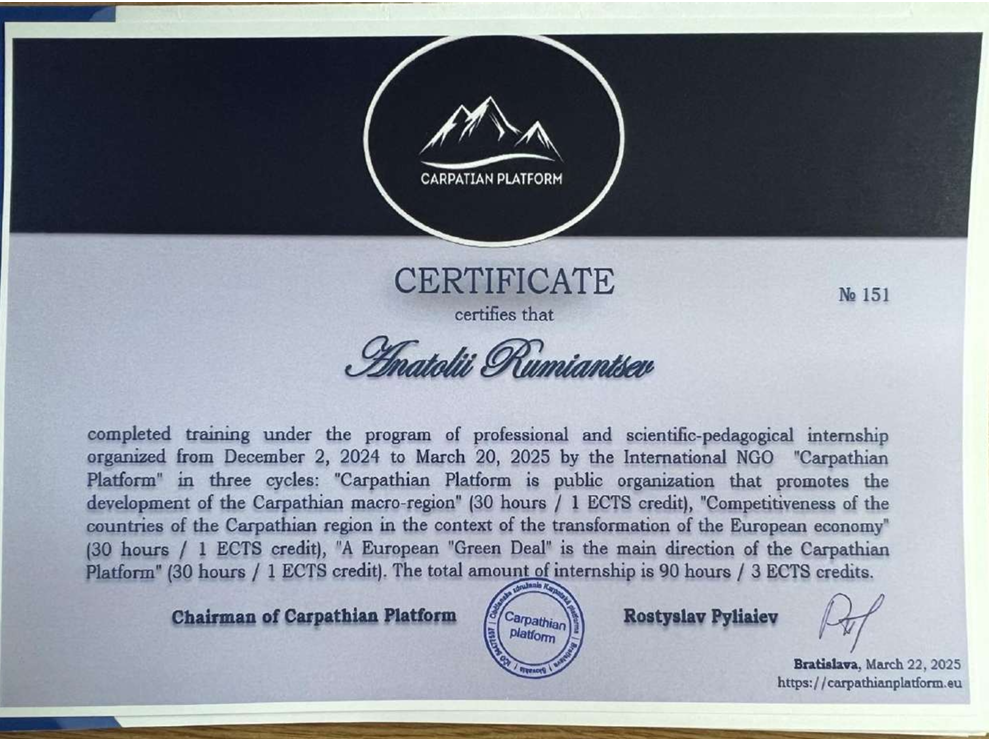 CARPATIAN PLATFORM
CERTIFICATE
№ 151
certifies that
Anatolii Rumiantsev
completed training under the program of professional and scientific-pedagogical internship
organized from December 2, 2024 to March 20, 2025 by the International NGO "Carpathian
Platform" in three cycles: "Carpathian Platform is public organization that promotes the
development of the Carpathian macro-region" (30 hours / 1 ECTS credit), "Competitiveness of the
countries of the Carpathian region in the context of the transformation of the European economy"
(30 hours / 1 ECTS credit), "A European "Green Deal" is the main direction of the Carpathian
Platform" (30 hours / 1 ECTS credit). The total amount of internship is 90 hours / 3 ECTS credits.
Chairman of Carpathian Platform
Carpathian
platform
Rostyslav Pyliaiev
Bratislava, March 22, 2025
https://carpathianplatform.eu